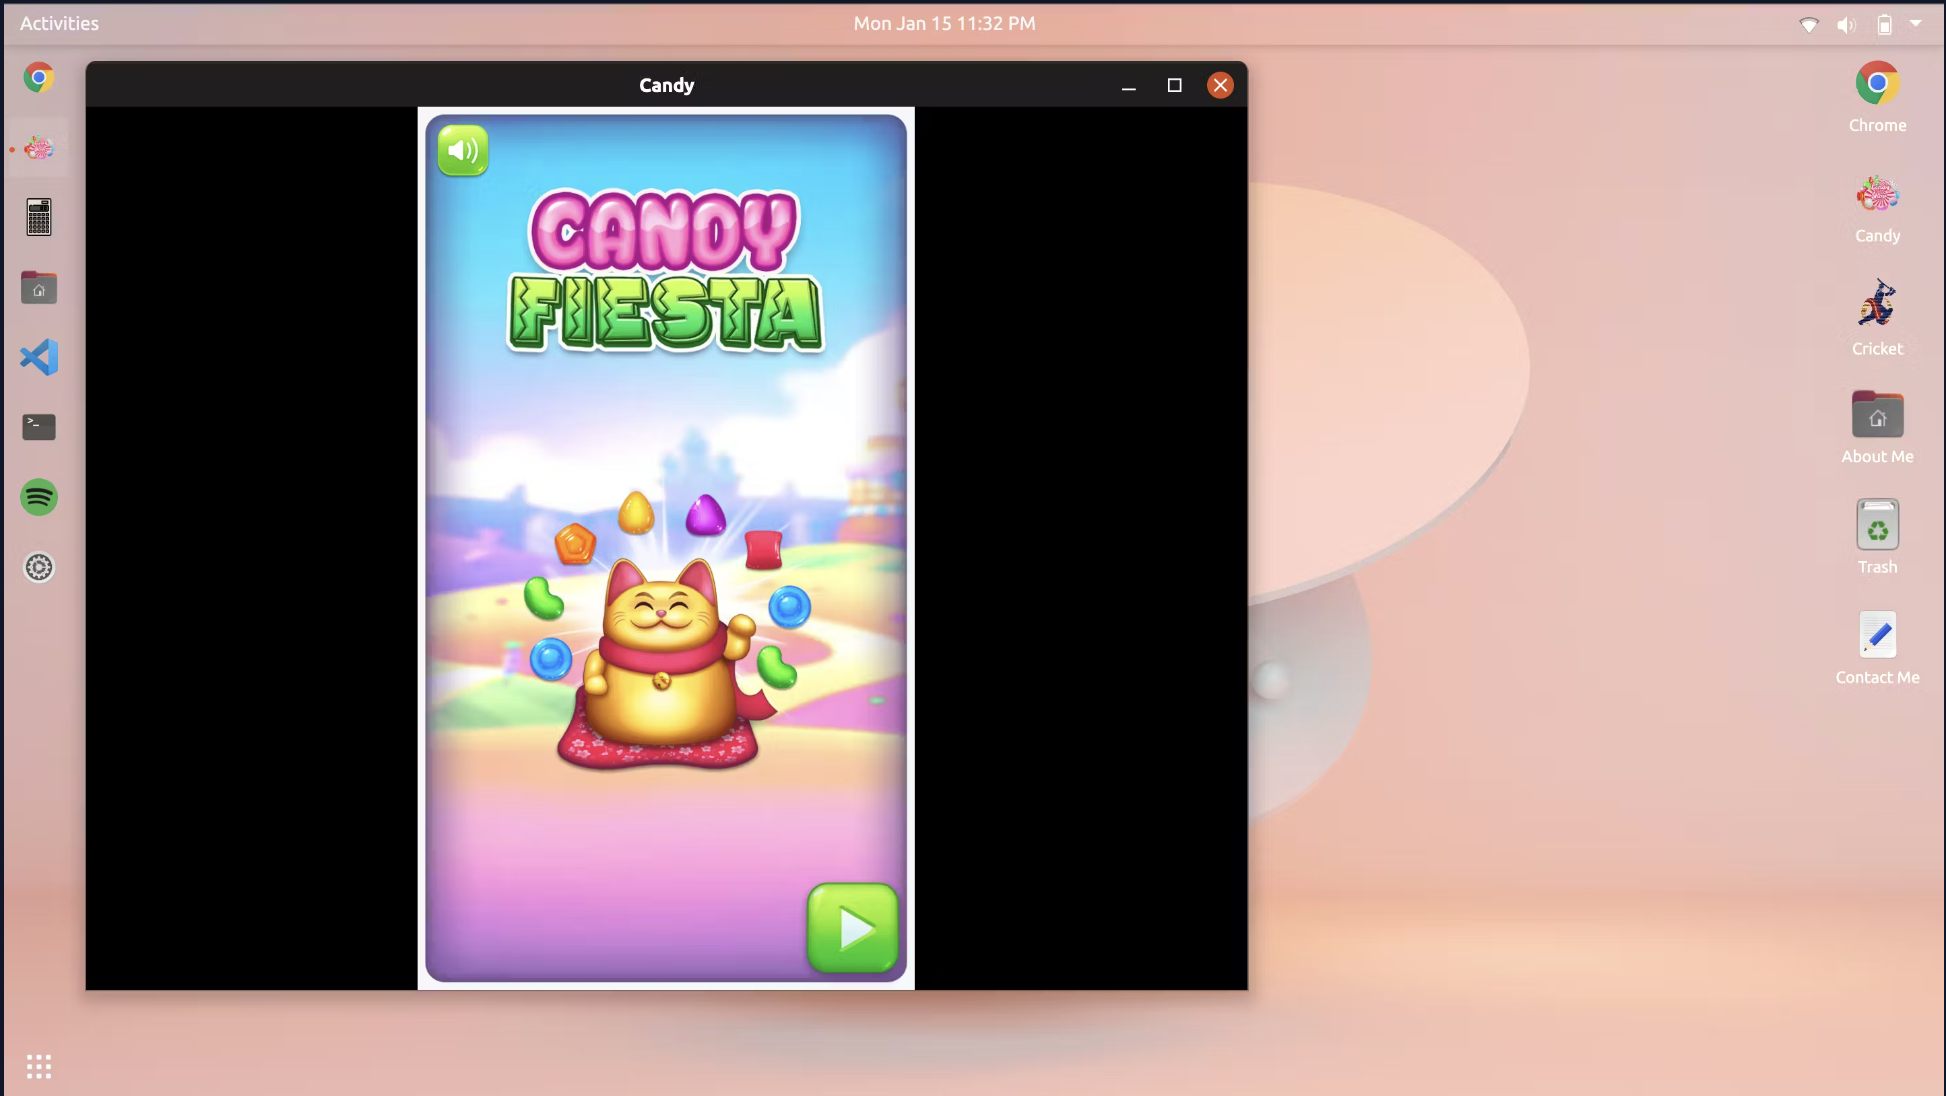 Activities
Mon Jan 15 11:32 PM
Candy
CANDY
FIESTA
Chrome
Candy
Cricket
About Me
Trash
Contact Me